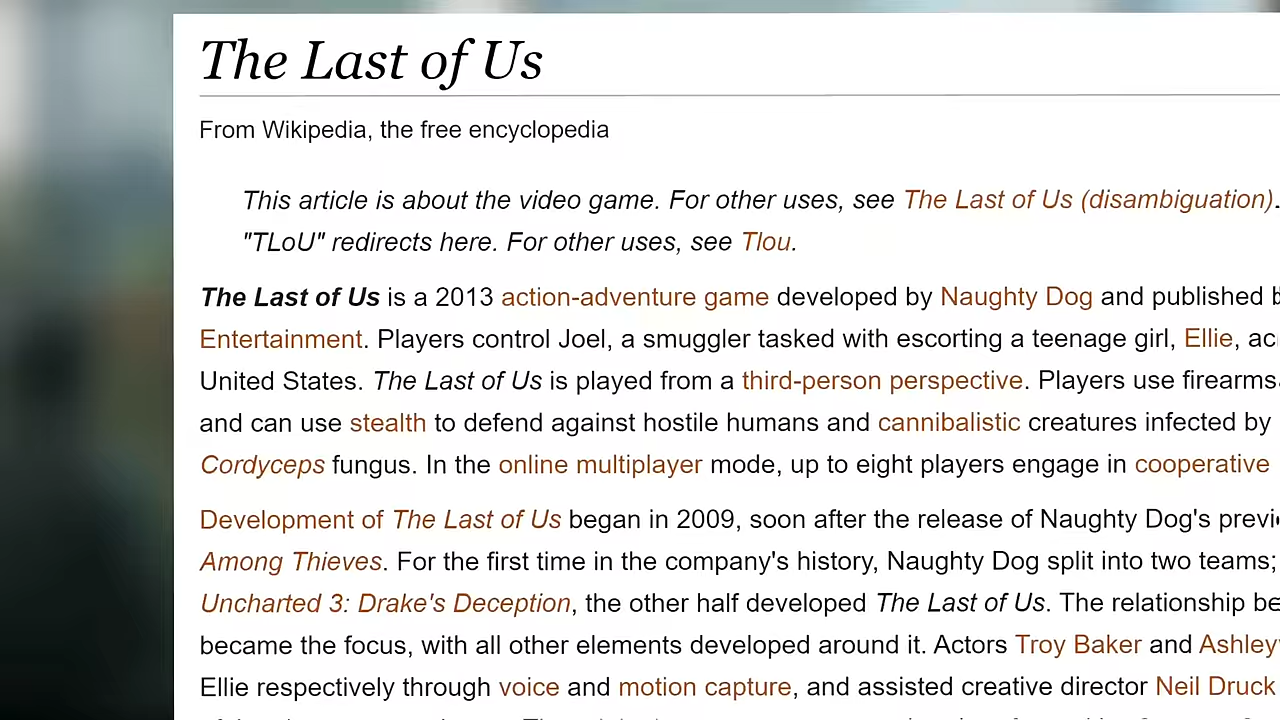 The Last of Us
From Wikipedia, the free encyclopedia
This article is about the video game. For other uses, see The Last of Us (disambiguation).
"TLoU" redirects here. For other uses, see Tlou.
The Last of Us is a 2013 action-adventure game developed by Naughty Dog and published
Entertainment. Players control Joel, a smuggler tasked with escorting a teenage girl, Ellie,
United States. The Last of Us is played from a third-person perspective. Players use firearms
and can use stealth to defend against hostile humans and cannibalistic creatures infected by
Cordyceps fungus. In the online multiplayer mode, up to eight players engage in cooperative
Development of The Last of Us began in 2009, soon after the release of Naughty Dog's
Among Thieves. For the first time in the company's history, Naughty Dog split into two teams;
Uncharted 3: Drake's Deception, the other half developed The Last of Us. The relationship
became the focus, with all other elements developed around it. Actors Troy Baker and Ashley
Ellie respectively through voice and motion capture, and assisted creative director Neil Druck